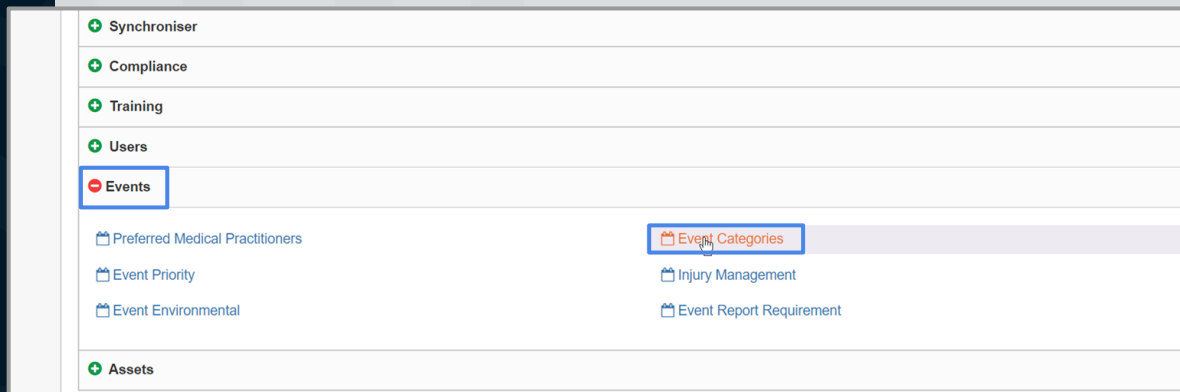 Synchroniser
Compliance
Training
Users
Events
Preferred Medical Practitioners
Event Categories
Event Priority
Injury Management
Event Environmental
Event Report Requirement
Assets